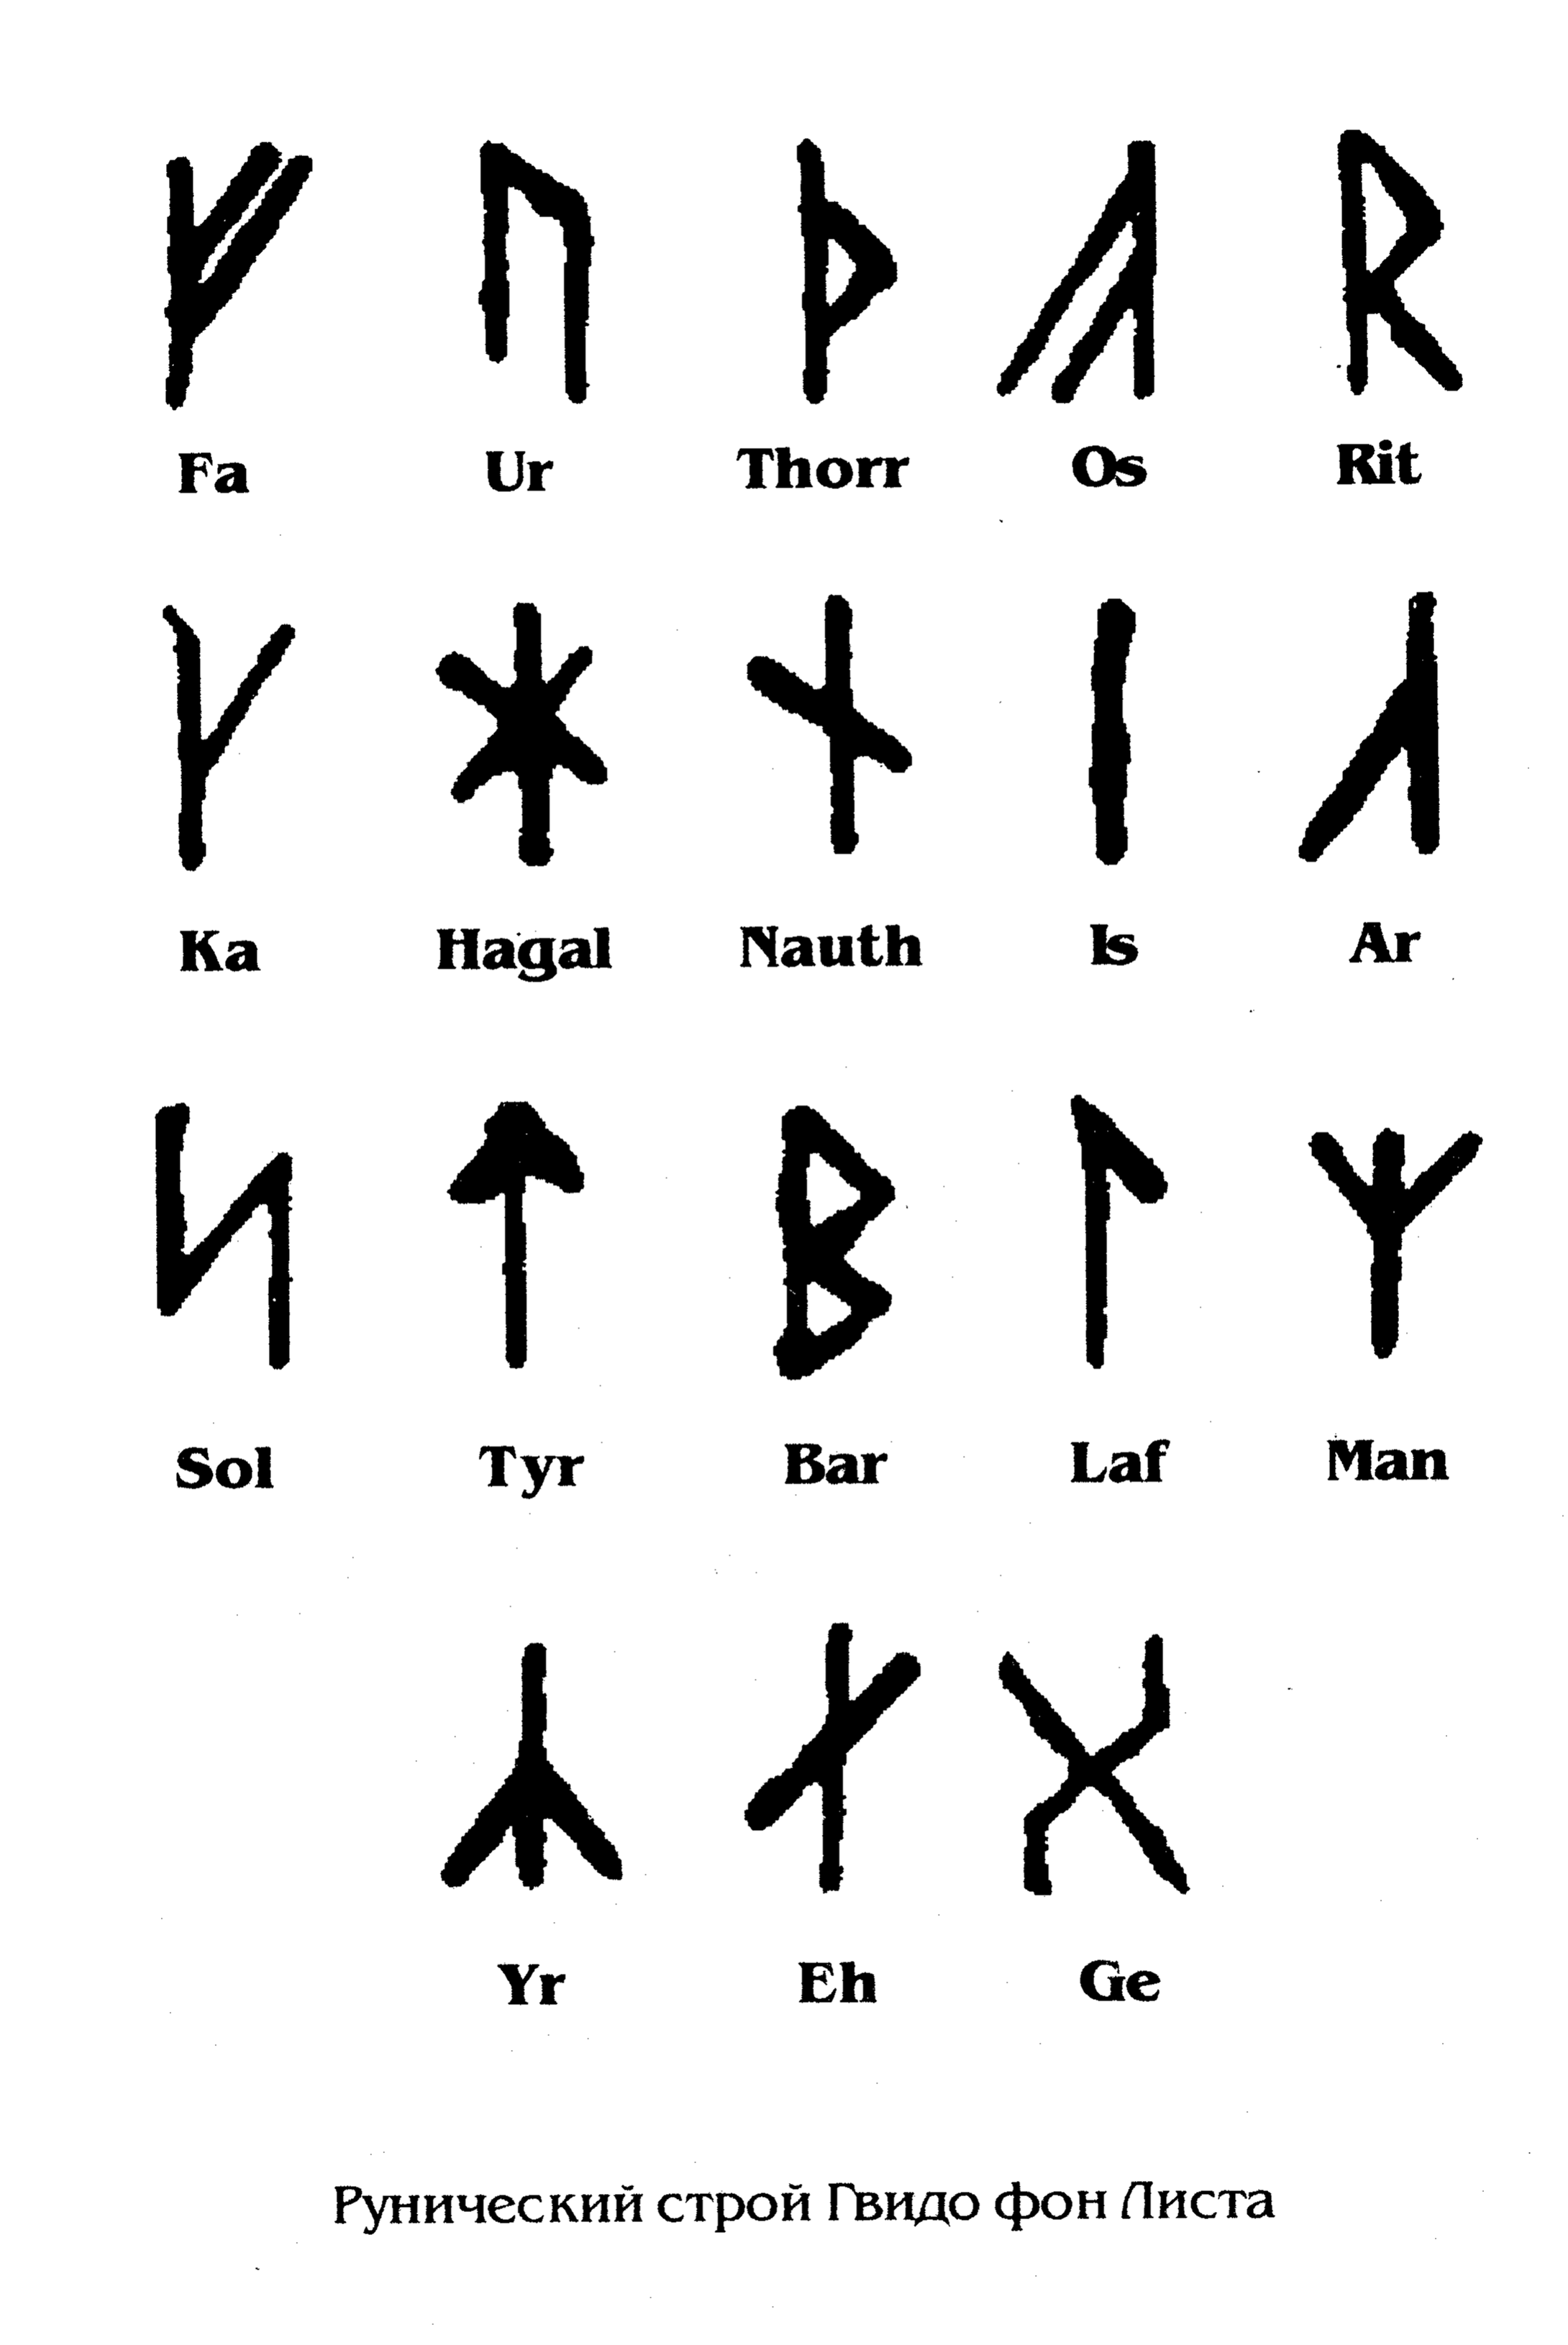 Fa Ur Thorr Os Rit
Ka Hagal Nauth Is Ar
Sol Tyr Bar Laf Man
Yr Eh Ge
Рунический строй Гвидо фон Листа